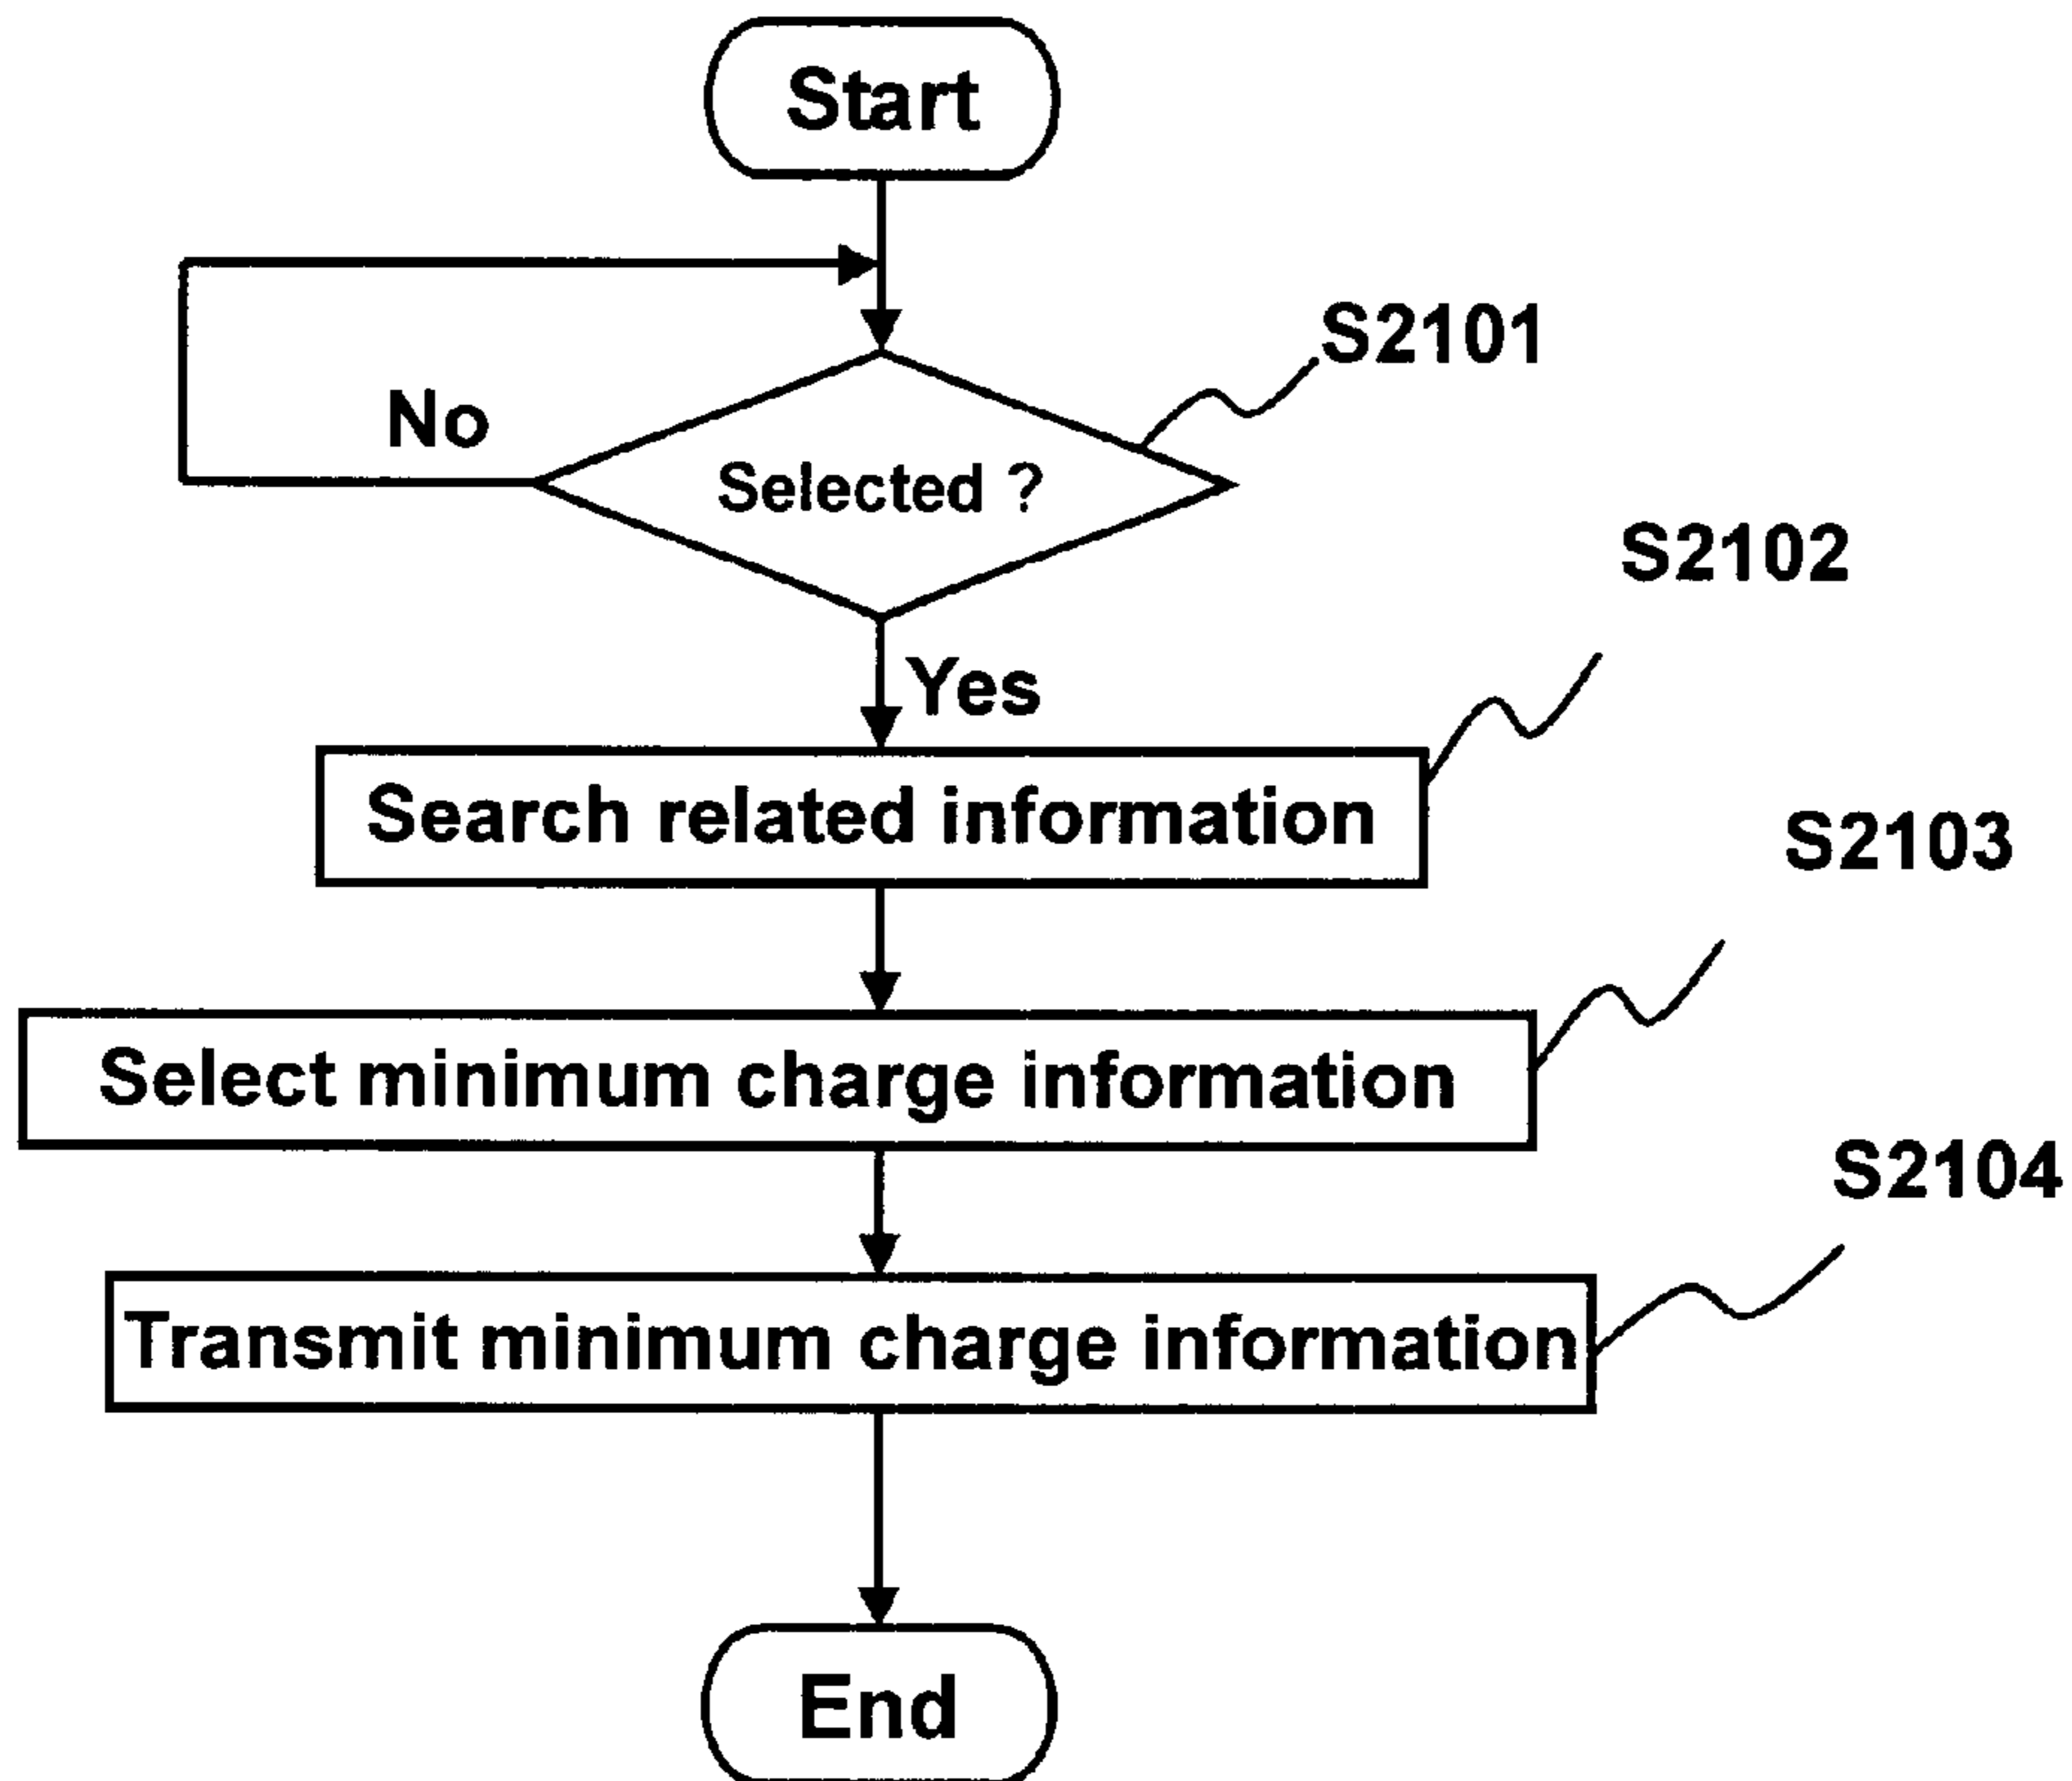 Start
S2101
No
Selected ?
S2102
Yes
Search related information
S2103
Select minimum charge information
S2104
Transmit minimum charge information
End